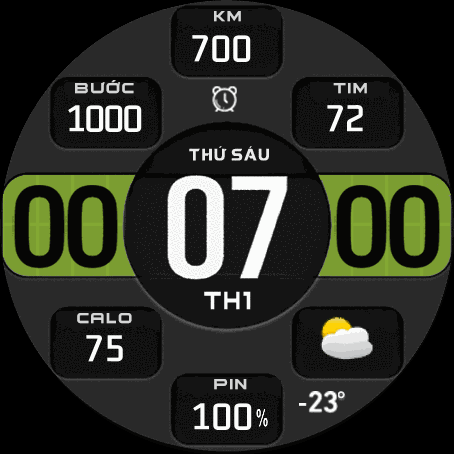 KM
700
BƯỚC
1000
TIM
72
THỨ SÁU
00 07 00
TH1
CALO
75
PIN
100%
-23°